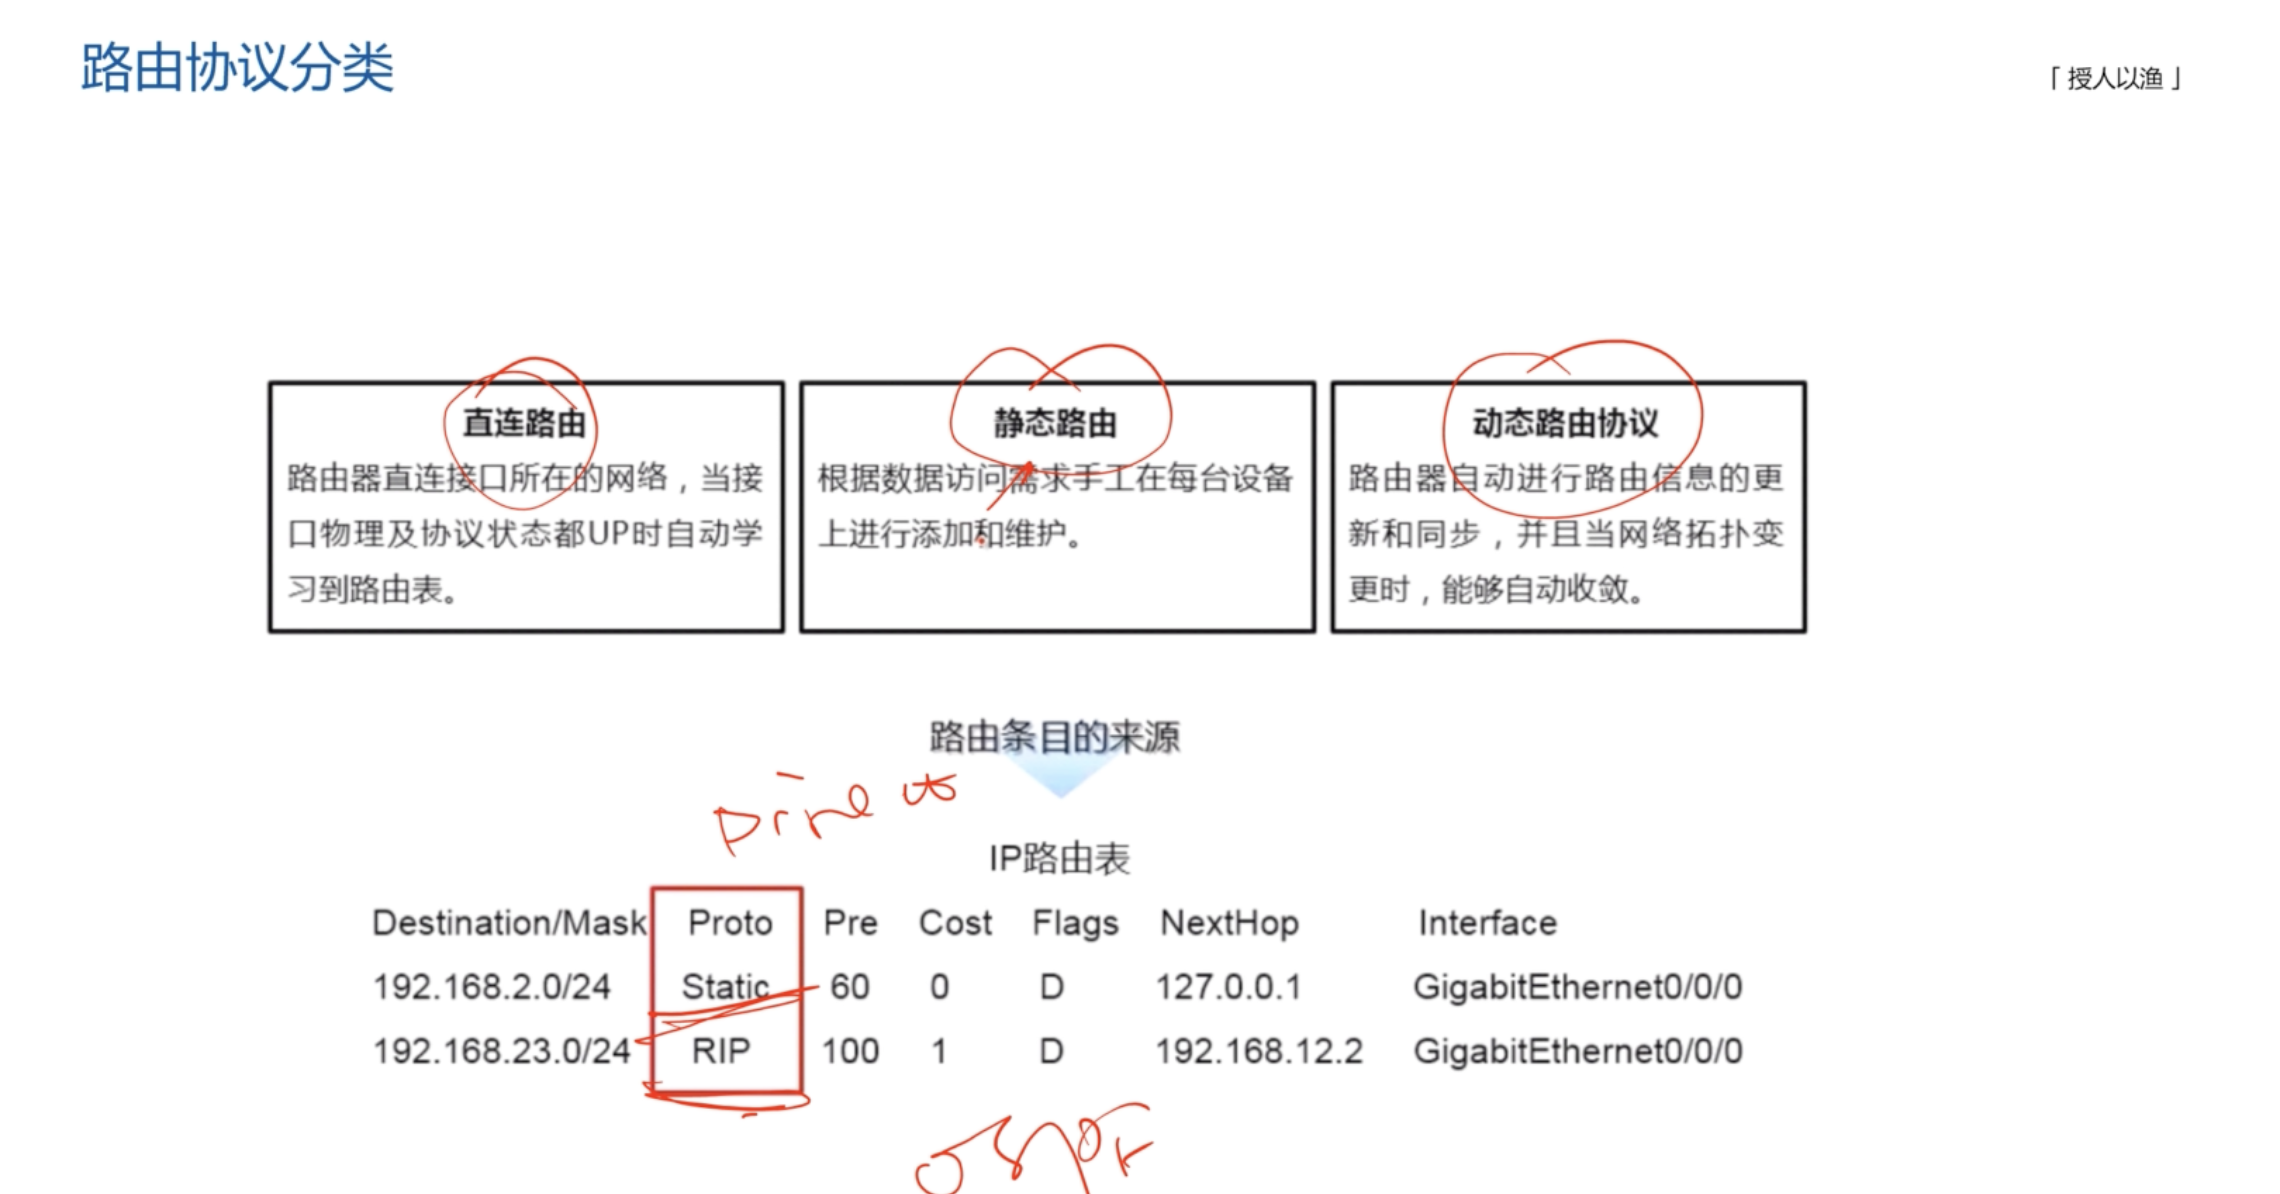 路由协议分类
「授人以渔」
直连路由
路由器直连接口所在的网络，当接
口物理及协议状态都UP时自动学
习到路由表。
静态路由
根据数据访问需求手工在每台设备
上进行添加和维护。
动态路由协议
路由器自动进行路由信息的更
新和同步，并且当网络拓扑变
更时，能够自动收敛。
路由条目的来源
Direct
IP路由表
Destination/Mask Proto Pre Cost Flags NextHop Interface
192.168.2.0/24 Static 60 0 D 127.0.0.1 GigabitEthernet0/0/0
192.168.23.0/24 RIP 100 1 D 192.168.12.2 GigabitEthernet0/0/0
OSPF